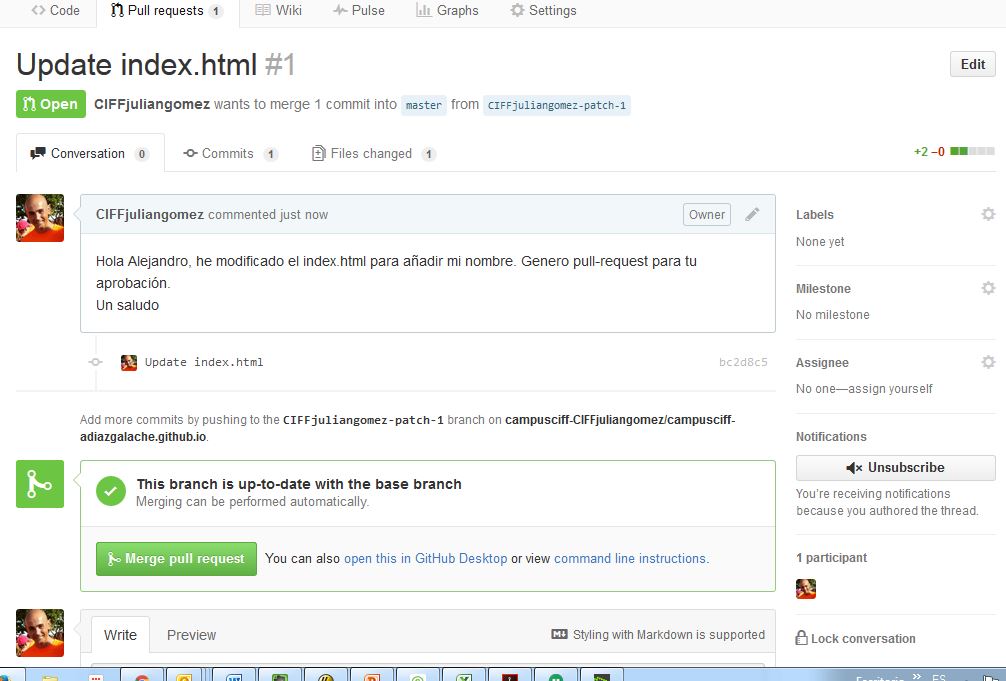 Code Pull requests 1 Wiki Pulse Graphs Settings
Update index.html #1
Edit
Open CIFFjuliangomez wants to merge 1 commit into master from CIFFjuliangomez-patch-1
Conversation 0 Commits 1 Files changed 1
+2 −0
CIFFjuliangomez commented just now
Owner
Hola Alejandro, he modificado el index.html para añadir mi nombre. Genero pull-request para tu
aprobación.
Un saludo
Update index.html bc2d8c5
Add more commits by pushing to the CIFFjuliangomez-patch-1 branch on campusciff-CIFFjuliangomez/campusciff-
adiazgalache.github.io.
This branch is up-to-date with the base branch
Merging can be performed automatically.
Merge pull request You can also open this in GitHub Desktop or view command line instructions.
Write Preview
Styling with Markdown is supported
Labels
None yet
Milestone
No milestone
Assignee
No one—assign yourself
Notifications
Unsubscribe
You're receiving notifications
because you authored the thread.
1 participant
Lock conversation
Escritorio » ES